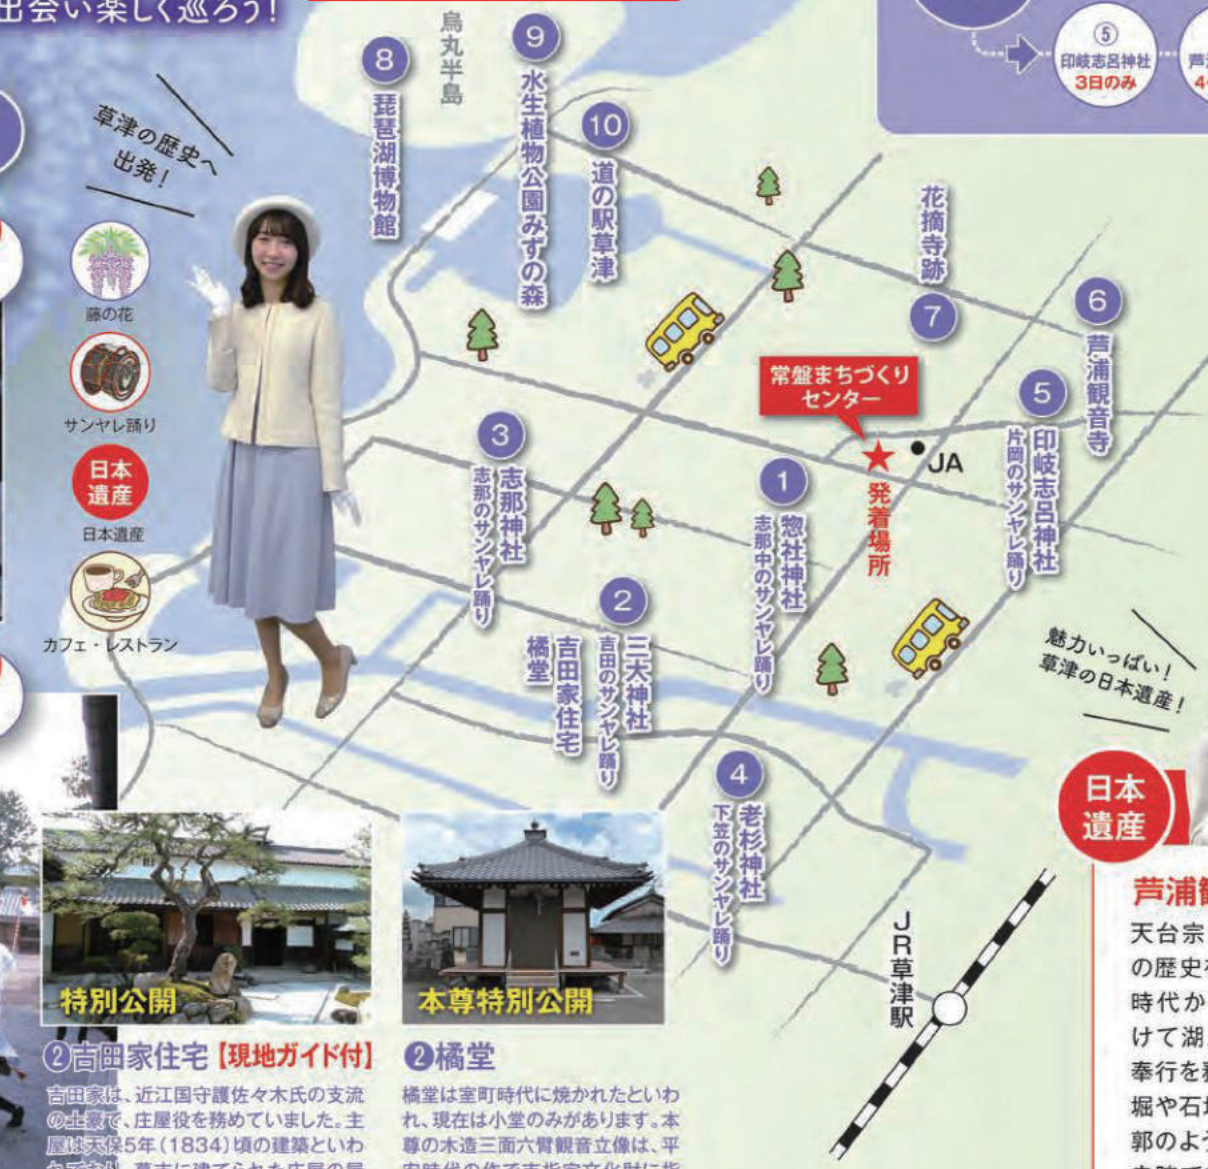 出会い楽しく巡ろう!
烏丸半島
⑤
印岐志呂神社
3日のみ
草津の歴史へ
出発!
藤の花
サンヤレ踊り
日本
遺産
日本遺産
カフェ・レストラン
8
琵琶湖博物館
9
水生植物公園みずの森
10
道の駅草津
花摘寺跡
7
6
芦浦観音寺
常盤まちづくり
センター
発着場所
JA
5
印岐志呂神社
片岡のサンヤレ踊り
3
志那神社
志那のサンヤレ踊り
1
惣社神社
志那中のサンヤレ踊り
2
三大神社
吉田のサンヤレ踊り
吉田家住宅
橘堂
4
老杉神社
下笠のサンヤレ踊り
魅力いっぱい!
草津の日本遺産!
JR草津駅
日本
遺産
特別公開
本尊特別公開
❷吉田家住宅【現地ガイド付】
吉田家は、近江国守護佐々木氏の支流
の土豪で、庄屋役を務めていました。主
屋は天保5年(1834)頃の建築といわ
❷橘堂
橘堂は室町時代に焼かれたといわ
れ、現在は小堂のみがあります。本
尊の木造三面六臂観音立像は、平
芦浦
天台宗
の歴史
時代か
けて湖
奉行を
堀や石
郭のよ